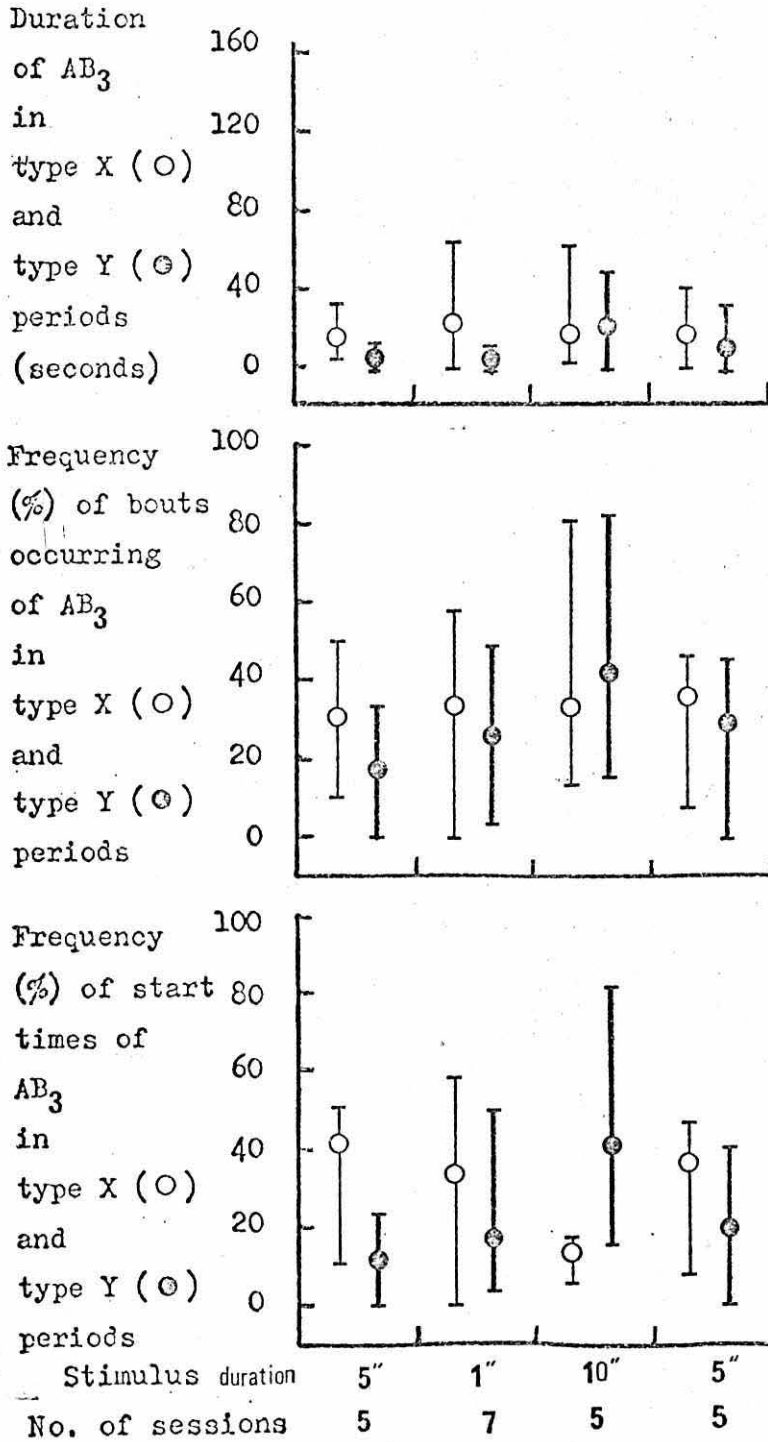 Duration
of AB3
in
type X (○)
and
type Y (●)
periods
(seconds)
160
120
80
40
0
Frequency
(%) of bouts
occurring
of AB3
in
type X (○)
and
type Y (●)
periods
100
80
60
40
20
0
Frequency
(%) of start
times of
AB3
in
type X (○)
and
type Y (●)
periods
100
80
60
40
20
0
Stimulus duration 5" 1" 10" 5"
No. of sessions 5 7 5 5